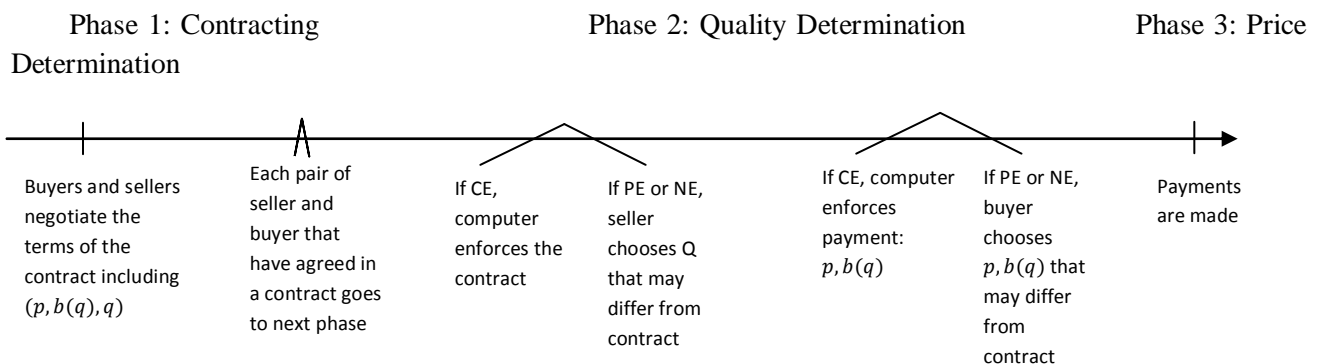 Phase 1: Contracting Phase 2: Quality Determination Phase 3: Price
Determination
Buyers and sellers
negotiate the
terms of the
contract including
(p, b(q), q)
Each pair of
seller and
buyer that
have agreed in
a contract goes
to next phase
If CE,
computer
enforces the
contract
If PE or NE,
seller
chooses Q
that may
differ from
contract
If CE, computer
enforces
payment:
p, b(q)
If PE or NE,
buyer
chooses
p, b(q) that
may differ
from
contract
Payments
are made